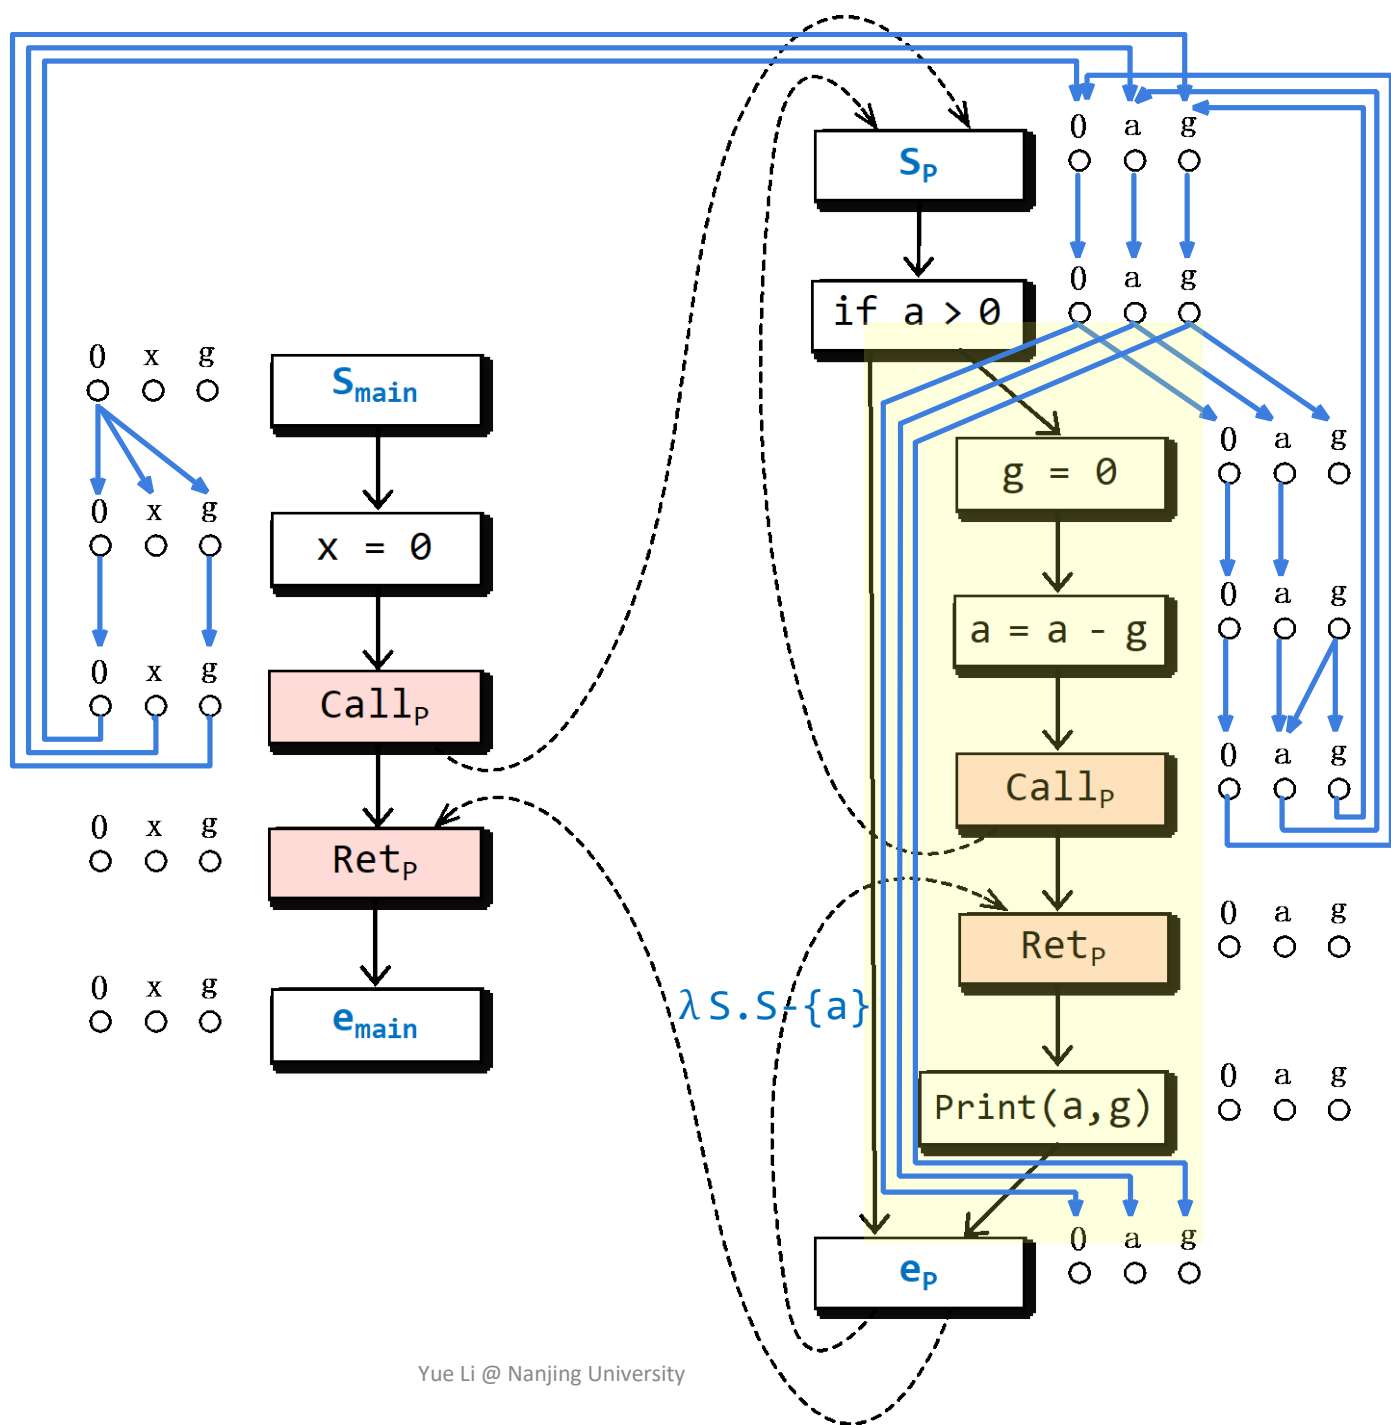 0 a g
S_P
0 a g
if a > 0
0 x g
S_main
0 a g
g = 0
0 x g
x = 0
0 a g
a = a - g
0 x g
Call_P
0 a g
Call_P
0 x g
Ret_P
0 a g
Ret_P
0 x g
e_main
λS.S-{a}
0 a g
Print(a,g)
0 a g
e_P
Yue Li @ Nanjing University